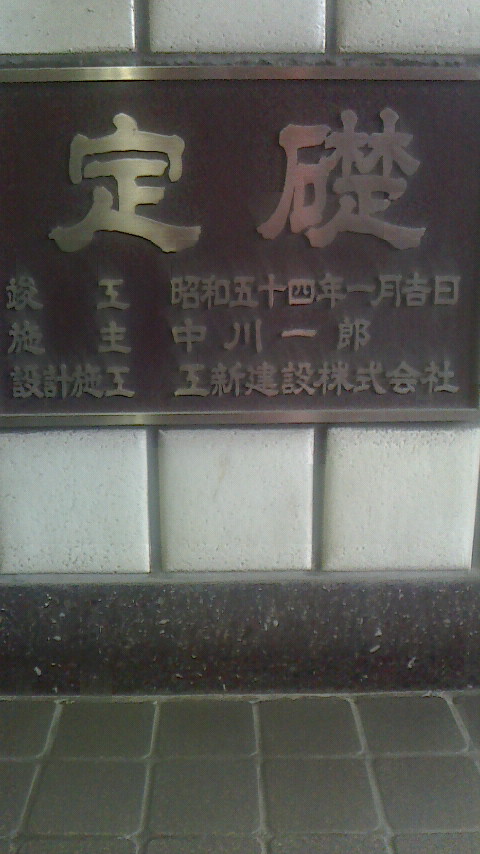 定礎
竣工 昭和五十四年一月吉日
施主 中川一郎
設計施工 工新建設株式会社